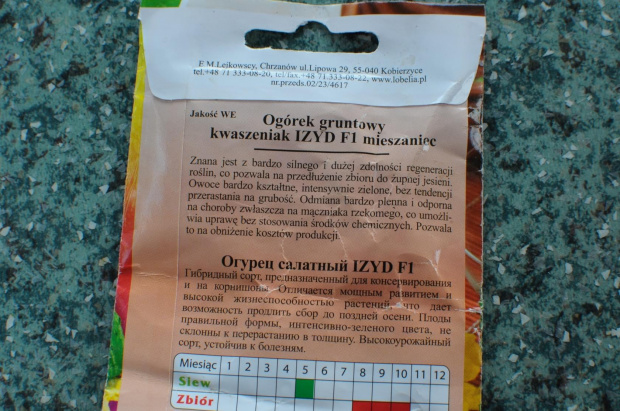 E.M.Lejkowscy, Chrzanów ul.Lipowa 29, 55-040 Kobierzyce
tel.+48 71 333-08-20, tel/fax.+48 71.333-08-22, www.lobelia.pl
nr.przeds.02/23/4617
Jakość WE
Ogórek gruntowy
kwaszeniak IZYD F1 mieszaniec
Znana jest z bardzo silnego i dużej zdolności regeneracji
roślin, co pozwala na przedłużenie zbioru do żupnej jesieni.
Owoce bardzo kształtne, intensywnie zielone, bez tendencji
przerastania na grubość. Odmiana bardzo plenna i odporna
na choroby zwłaszcza na mączniaka rzekomego, co umożli-
wia uprawę bez stosowania środków chemicznych. Pozwala
to na obniżenie kosztów produkcji.
Огурец салатный IZYD F1
Гибридный сорт, предназначенный для консервирования
и на корнишоны. Отличается мощным развитием и
высокой жизнеспособностью растений, что дает
возможность продлить сбор до поздней осени. Плоды
правильной формы, интенсивно-зеленого цвета, не
склонны к перерастанию в толщину. Высокоурожайный
сорт, устойчив к болезням.
Miesiąc 1 2 3 4 5 6 7 8 9 10 11 12
Siew
Zbiór